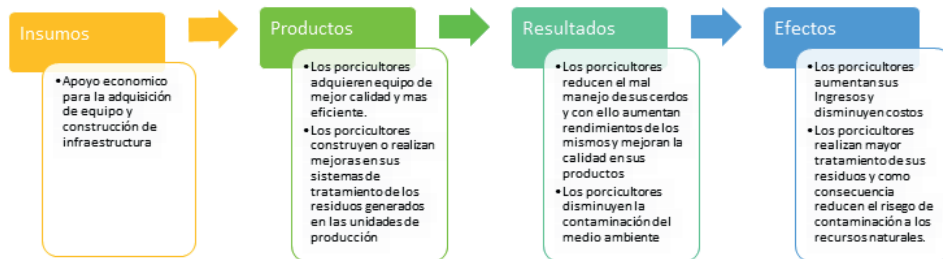 Insumos
•Apoyo economico
para la adquisición
de equipo y
construcción de
infraestructura
Productos
•Los porcicultores
adquieren equipo de
mejor calidad y mas
eficiente.
•Los porcicultores
construyen o realizan
mejoras en sus
sistemas de
tratamiento de los
residuos generados
en las unidades de
producción
Resultados
•Los porcicultores
reducen el mal
manejo de sus cerdos
y con ello aumentan
rendimientos de los
mismos y mejoran la
calidad en sus
productos
•Los porcicultores
disminuyen la
contaminación del
medio ambiente
Efectos
•Los porcicultores
aumentan sus
Ingresos y
disminuyen costos
•Los porcicultores
realizan mayor
tratamiento de sus
residuos y como
consecuencia
reducen el risego de
contaminación a los
recursos naturales.